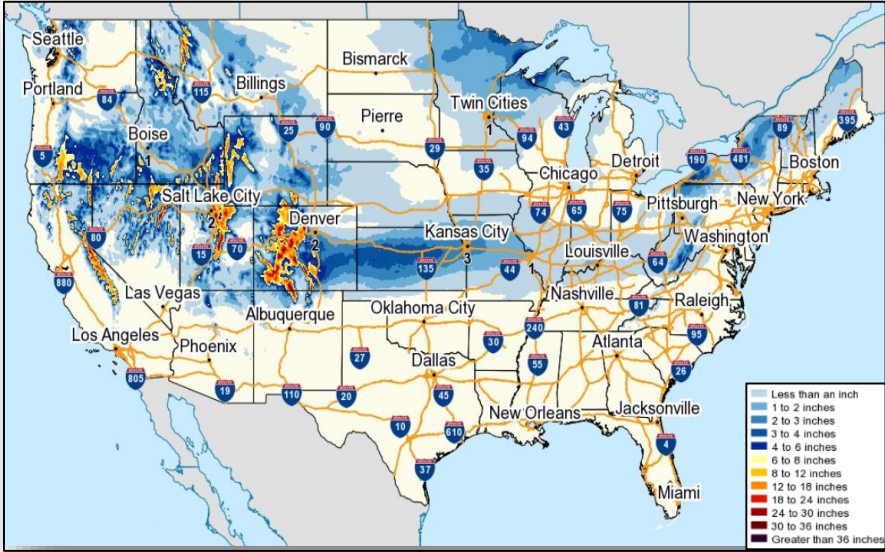 Seattle
Bismarck
Portland
115
Billings
84
Twin Cities
89
395
Boise
25
90
Pierre
1
94
43
5
1
29
190
481
Boston
35
Detroit
Chicago
Salt Lake City
74
65
75
Pittsburgh
New York
80
2
Denver
Kansas City
Washington
15
70
2
3
135
44
1
Louisville
64
880
Las Vegas
Nashville
81
Raleigh
Albuquerque
Oklahoma City
Los Angeles
Phoenix
240
Atlanta
95
27
30
Dallas
55
26
805
19
110
20
45
New Orleans
Jacksonville
10
610
4
37
Miami
Less than an inch
1 to 2 inches
2 to 3 inches
3 to 4 inches
4 to 6 inches
6 to 8 inches
8 to 12 inches
12 to 18 inches
18 to 24 inches
24 to 30 inches
30 to 36 inches
Greater than 36 inches